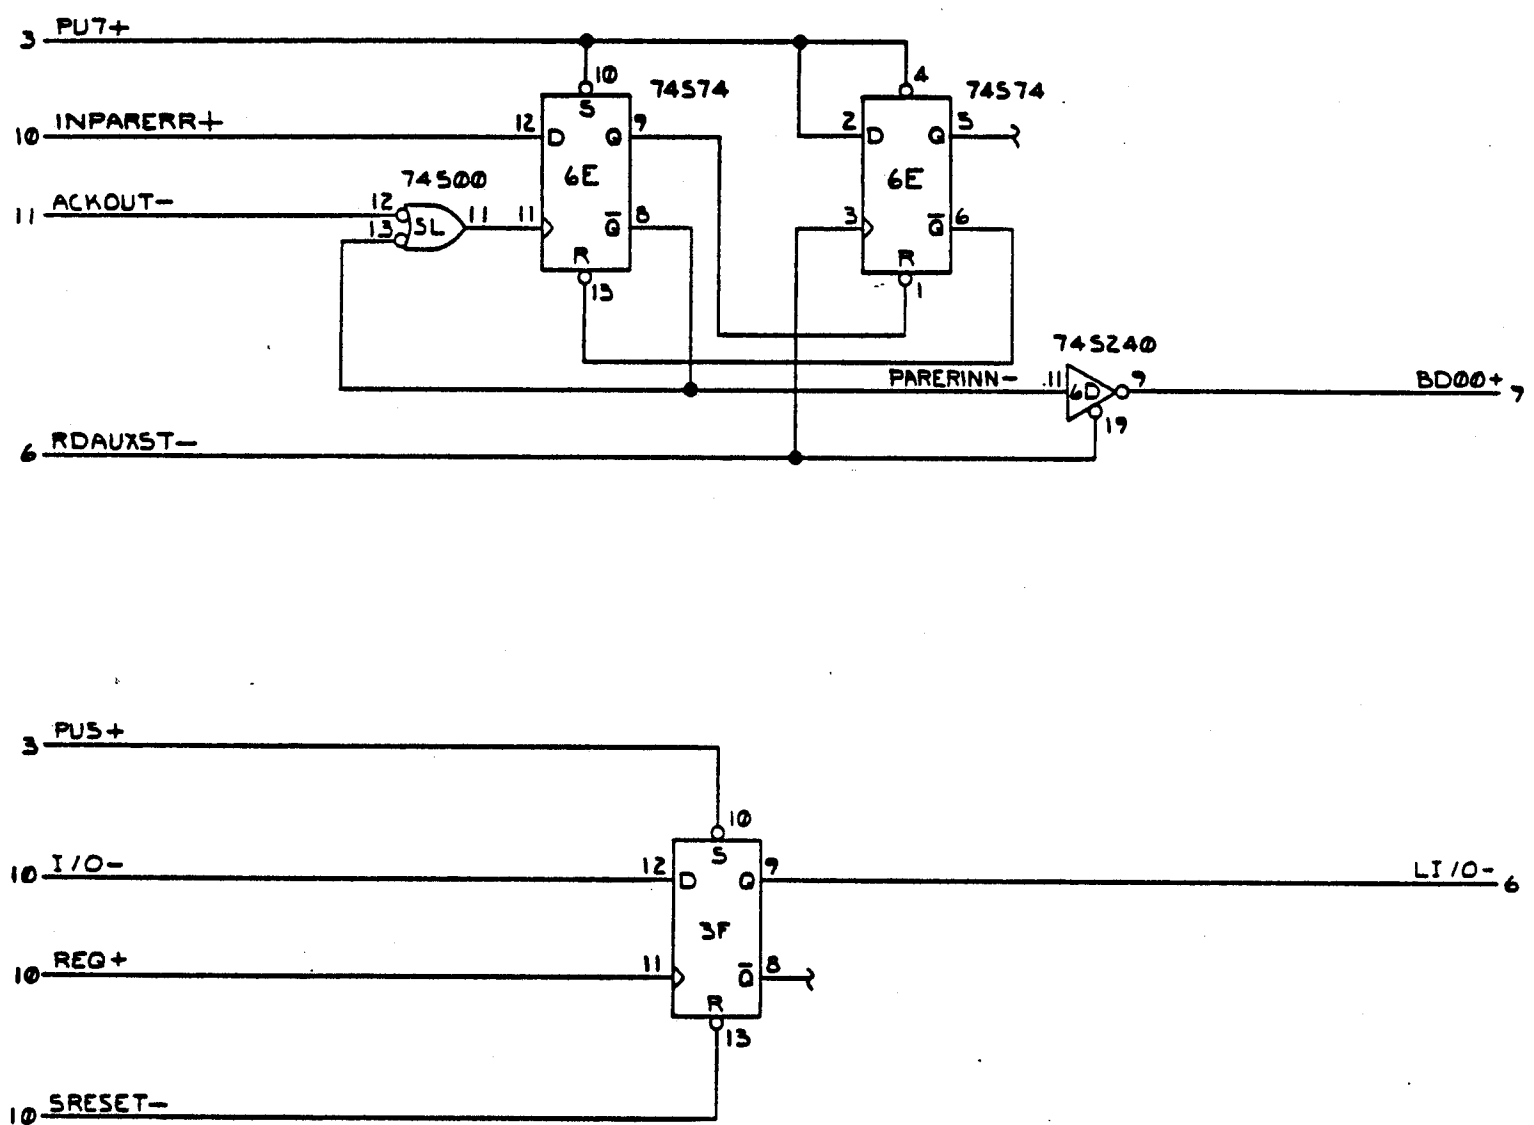 3 PU7+
10
4
74S74
74S74
S
10 INPARERR+
12 D Q 9
2 D Q 5
6E
6E
74S00
11 ACKOUT-
12
13
5L
11
11
Q 8
3
Q 6
R
R
13
1
74S240
PARERINN-
11
6D
9
BD00+ 9
19
6 RDAUXST-
3 PU5+
10
S
10 I/O-
12 D Q 9
LI/O- 6
3F
10 REQ+
11
Q 8
R
13
10 SRESET-